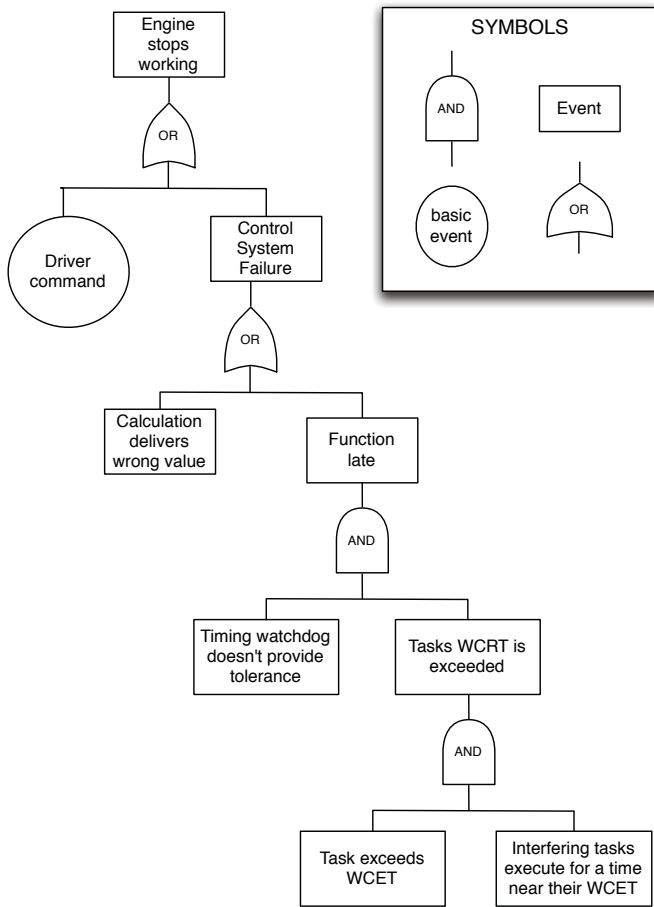 Engine
stops
working
OR
Driver
command
Control
System
Failure
OR
Calculation
delivers
wrong value
Function
late
AND
Timing watchdog
doesn't provide
tolerance
Tasks WCRT is
exceeded
AND
Task exceeds
WCET
Interfering tasks
execute for a time
near their WCET
SYMBOLS
AND
Event
basic
event
OR